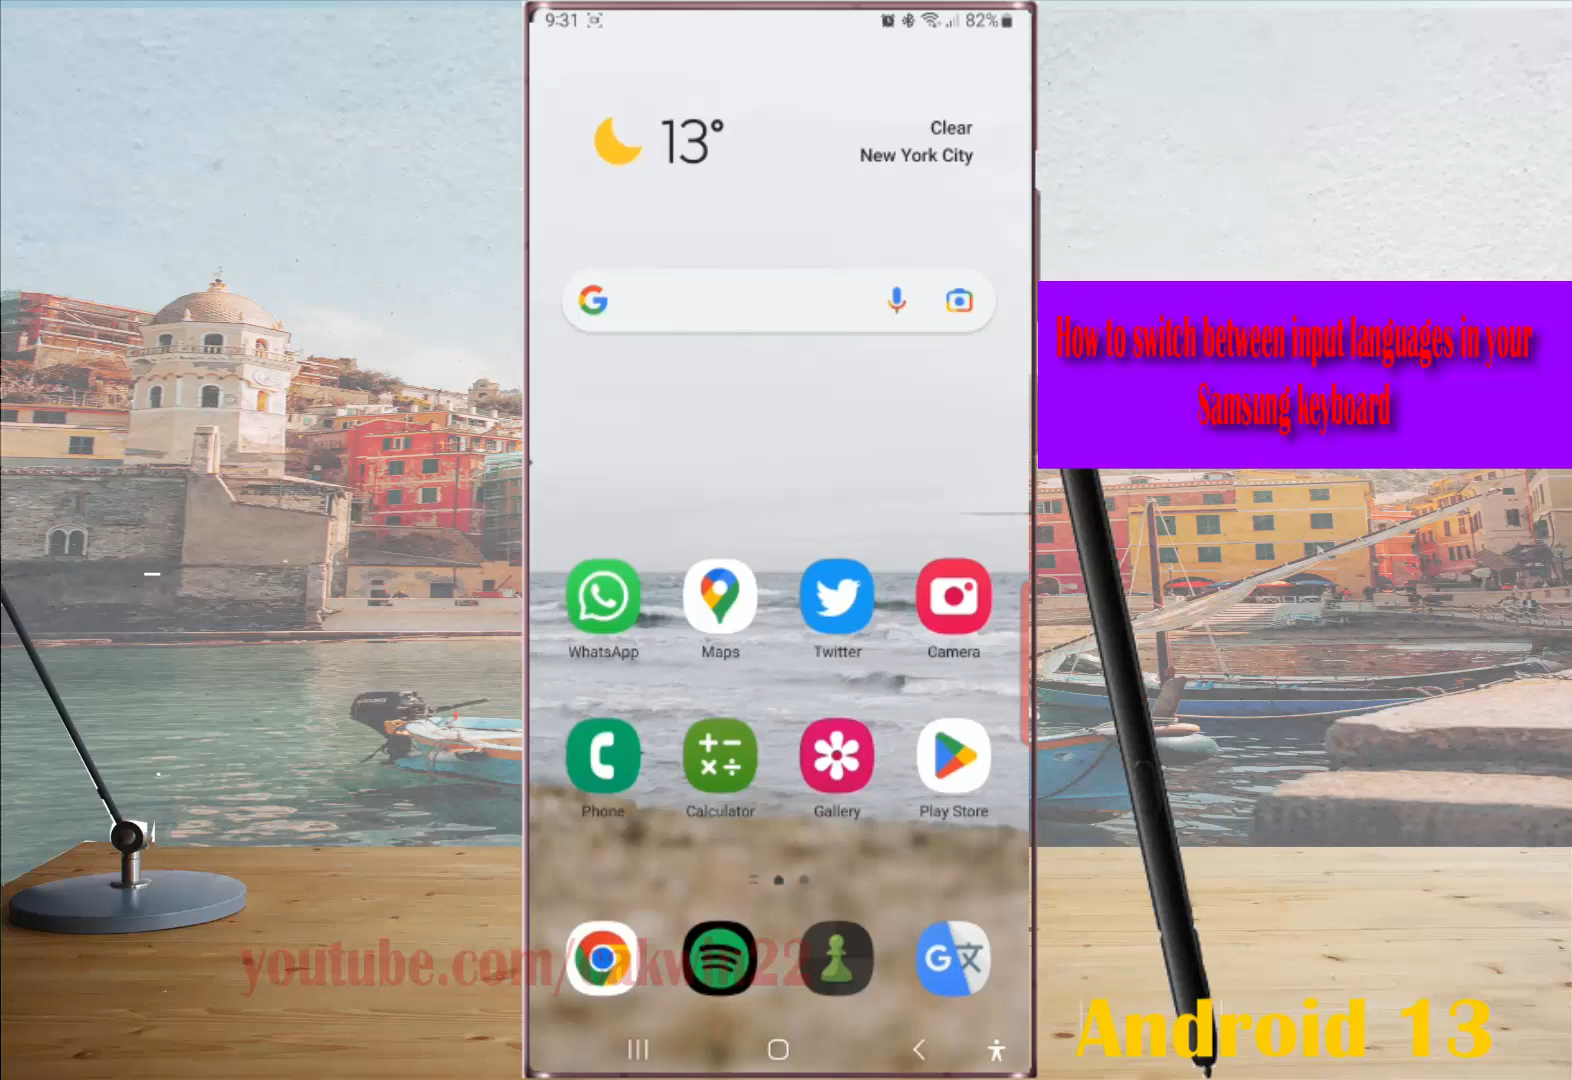 9:31
82%
13°
Clear
New York City
How to switch between input languages in your
Samsung keyboard
WhatsApp
Maps
Twitter
Camera
Phone
Calculator
Gallery
Play Store
Android 13